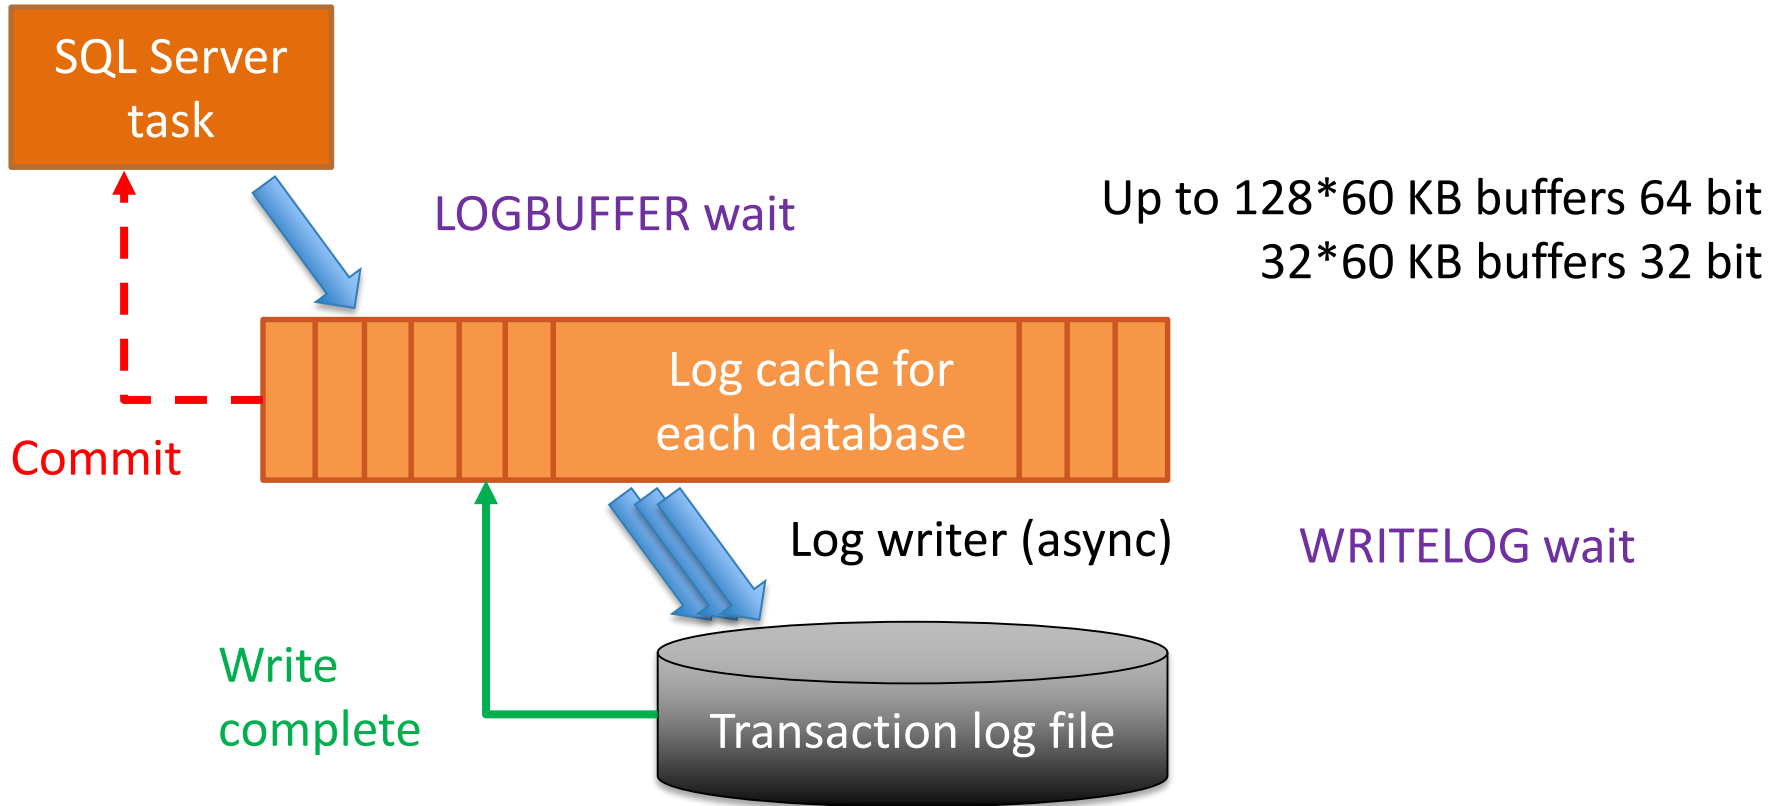 SQL Server
task
LOGBUFFER wait
Up to 128*60 KB buffers 64 bit
32*60 KB buffers 32 bit
Log cache for
each database
Commit
Log writer (async)
WRITELOG wait
Write
complete
Transaction log file